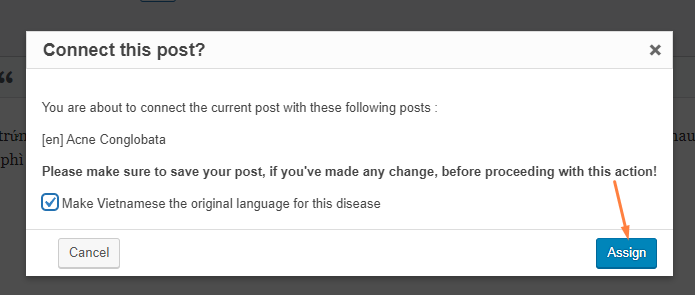 Connect this post?
You are about to connect the current post with these following posts :
[en] Acne Conglobata
Please make sure to save your post, if you've made any change, before proceeding with this action!
Make Vietnamese the original language for this disease
Cancel
Assign
phì